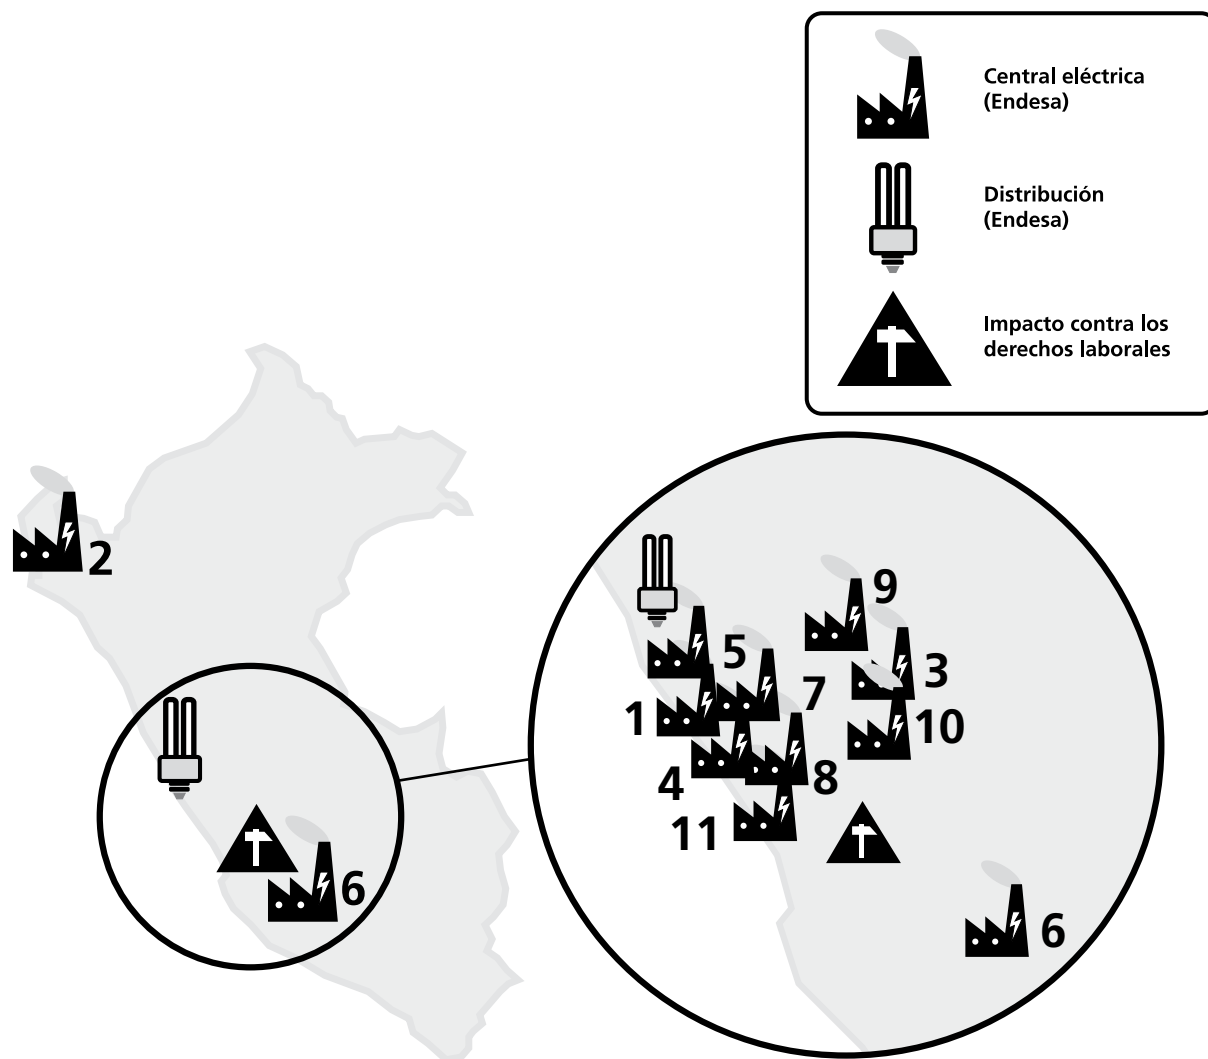 Central eléctrica
(Endesa)
Distribución
(Endesa)
Impacto contra los
derechos laborales
2
6
9
5
3
7
1
10
4
8
11
6